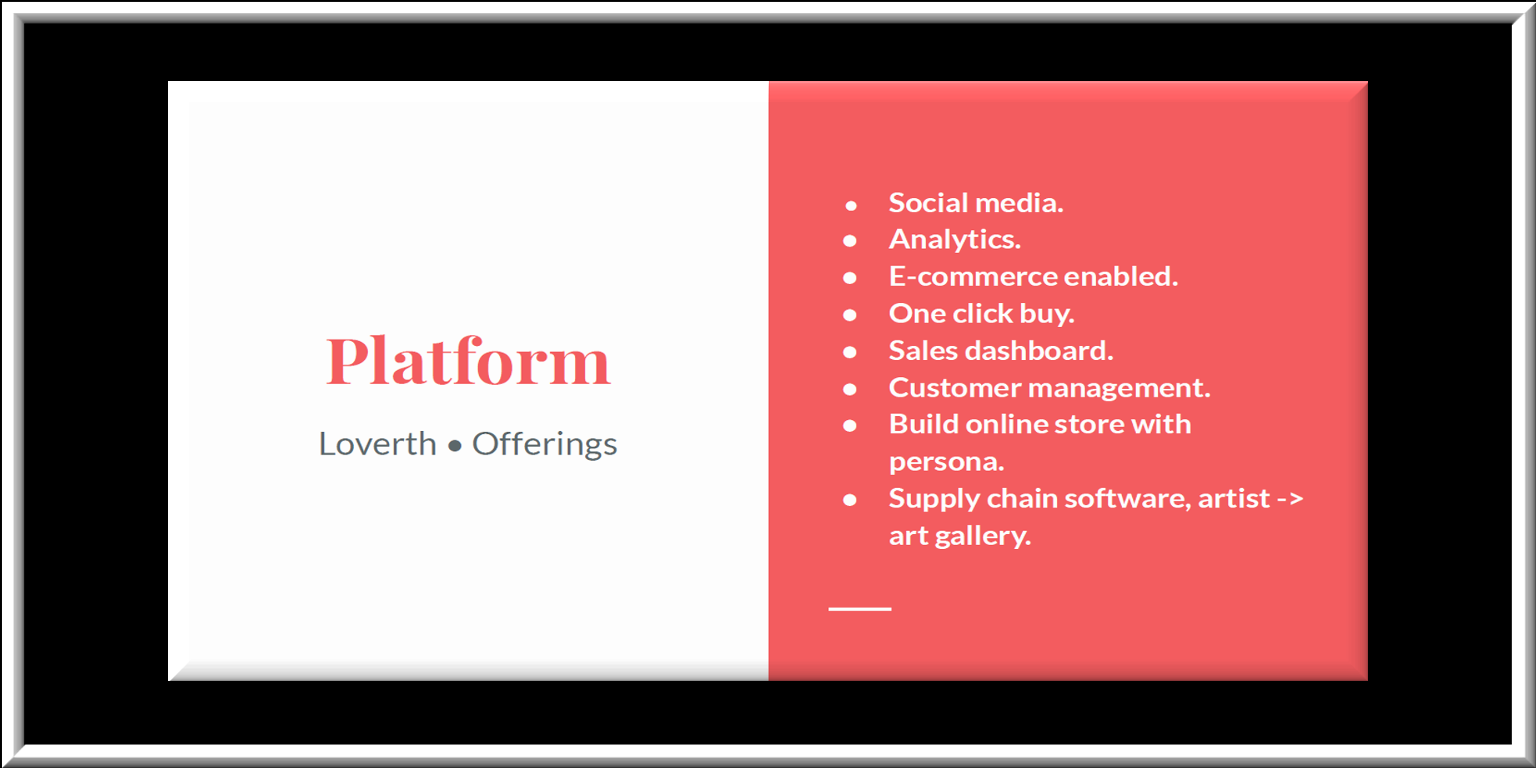 Platform
Loverth • Offerings
• Social media.
• Analytics.
• E-commerce enabled.
• One click buy.
• Sales dashboard.
• Customer management.
• Build online store with
persona.
• Supply chain software, artist ->
art gallery.